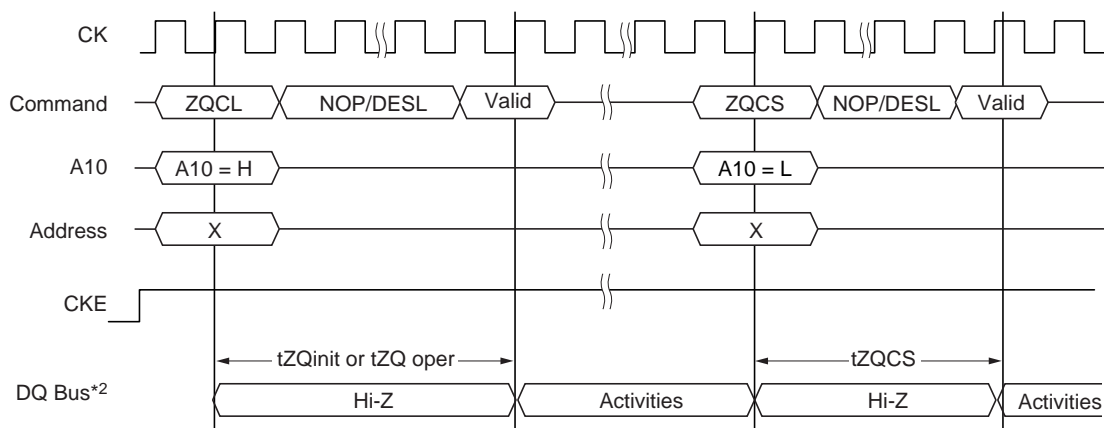 CK
Command ZQCL NOP/DESL Valid ZQCS NOP/DESL Valid
A10 A10 = H A10 = L
Address X X
CKE
tZQinit or tZQ oper tZQCS
DQ Bus*2 Hi-Z Activities Hi-Z Activities